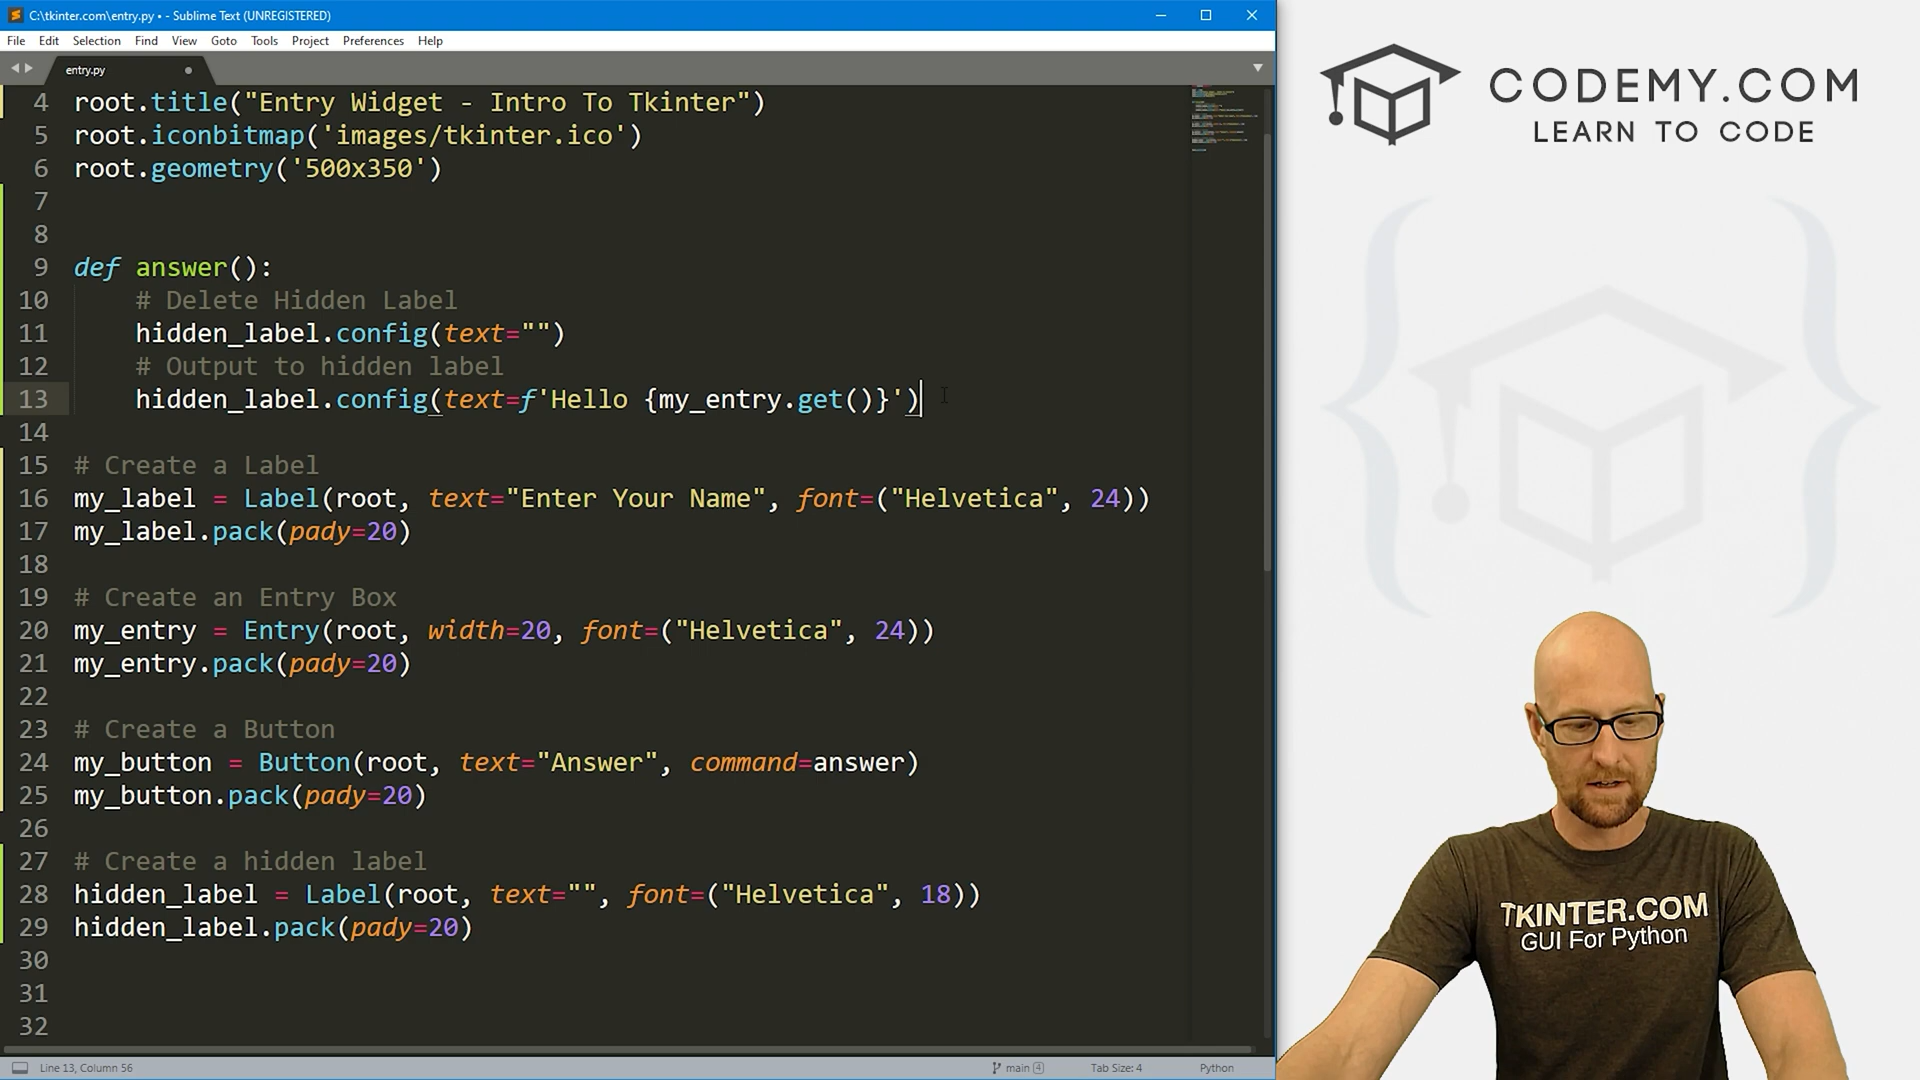 C:\tkinter.com\entry.py • - Sublime Text (UNREGISTERED)
File Edit Selection Find View Goto Tools Project Preferences Help
entry.py
4 root.title("Entry Widget - Intro To Tkinter")
5 root.iconbitmap('images/tkinter.ico')
6 root.geometry('500x350')
7
8
9 def answer():
10     # Delete Hidden Label
11     hidden_label.config(text="")
12     # Output to hidden label
13     hidden_label.config(text=f'Hello {my_entry.get()}')
14
15 # Create a Label
16 my_label = Label(root, text="Enter Your Name", font=("Helvetica", 24))
17 my_label.pack(pady=20)
18
19 # Create an Entry Box
20 my_entry = Entry(root, width=20, font=("Helvetica", 24))
21 my_entry.pack(pady=20)
22
23 # Create a Button
24 my_button = Button(root, text="Answer", command=answer)
25 my_button.pack(pady=20)
26
27 # Create a hidden label
28 hidden_label = Label(root, text="", font=("Helvetica", 18))
29 hidden_label.pack(pady=20)
30
31
32
Line 13, Column 56
main 4
Tab Size: 4
Python
CODEMY.COM
LEARN TO CODE
TKINTER.COM
GUI For Python